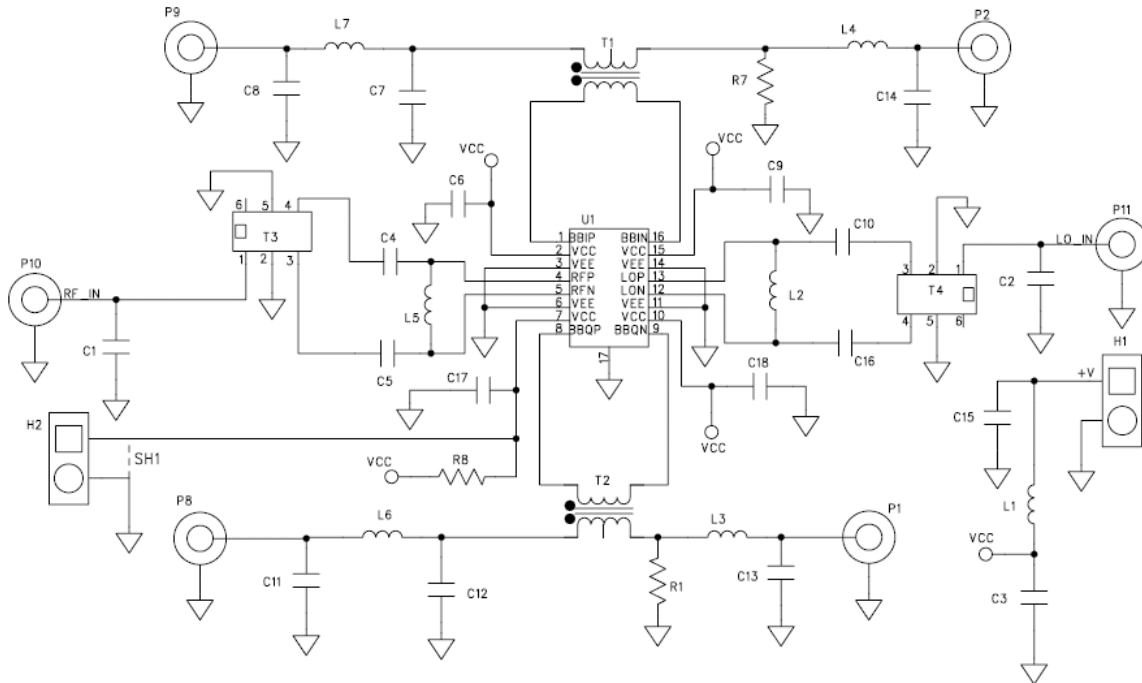 P9
L7
T1
L4
P2
C8
C7
R7
C14
VCC
VCC
C6
C9
U1
C10
P11
6 5 4
T3
1 2 3
C4
1 BBIP BBIN 16
2 VCC VCC 15
3 VEE VEE 14
4 RFP LOP 13
5 RFN LON 12
6 VEE VEE 11
7 VCC VCC 10
8 BBQP BBQN 9
17
LO_IN
3 2 1
T4
4 5 6
C2
P10
RF_IN
L5
L2
C1
C5
C16
H1
C17
C18
+V
C15
H2
SH1
VCC
R8
VCC
T2
L1
P8
L6
L3
P1
VCC
C11
C12
R1
C13
C3